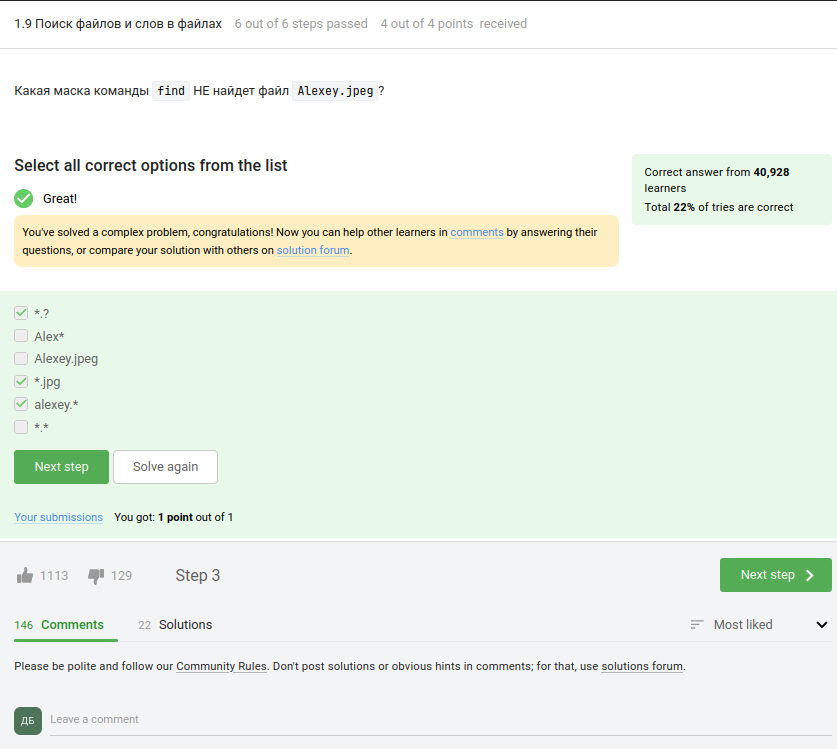 1.9 Поиск файлов и слов в файлах 6 out of 6 steps passed 4 out of 4 points received
Какая маска команды find НЕ найдет файл Alexey.jpeg ?
Select all correct options from the list
Correct answer from 40,928
learners
Total 22% of tries are correct
Great!
You've solved a complex problem, congratulations! Now you can help other learners in comments by answering their
questions, or compare your solution with others on solution forum.
*.?
Alex*
Alexey.jpeg
*.jpg
alexey.*
*.*
Next step Solve again
Your submissions You got: 1 point out of 1
1113 129 Step 3 Next step
146 Comments 22 Solutions Most liked
Please be polite and follow our Community Rules. Don't post solutions or obvious hints in comments; for that, use solutions forum.
ДБ Leave a comment